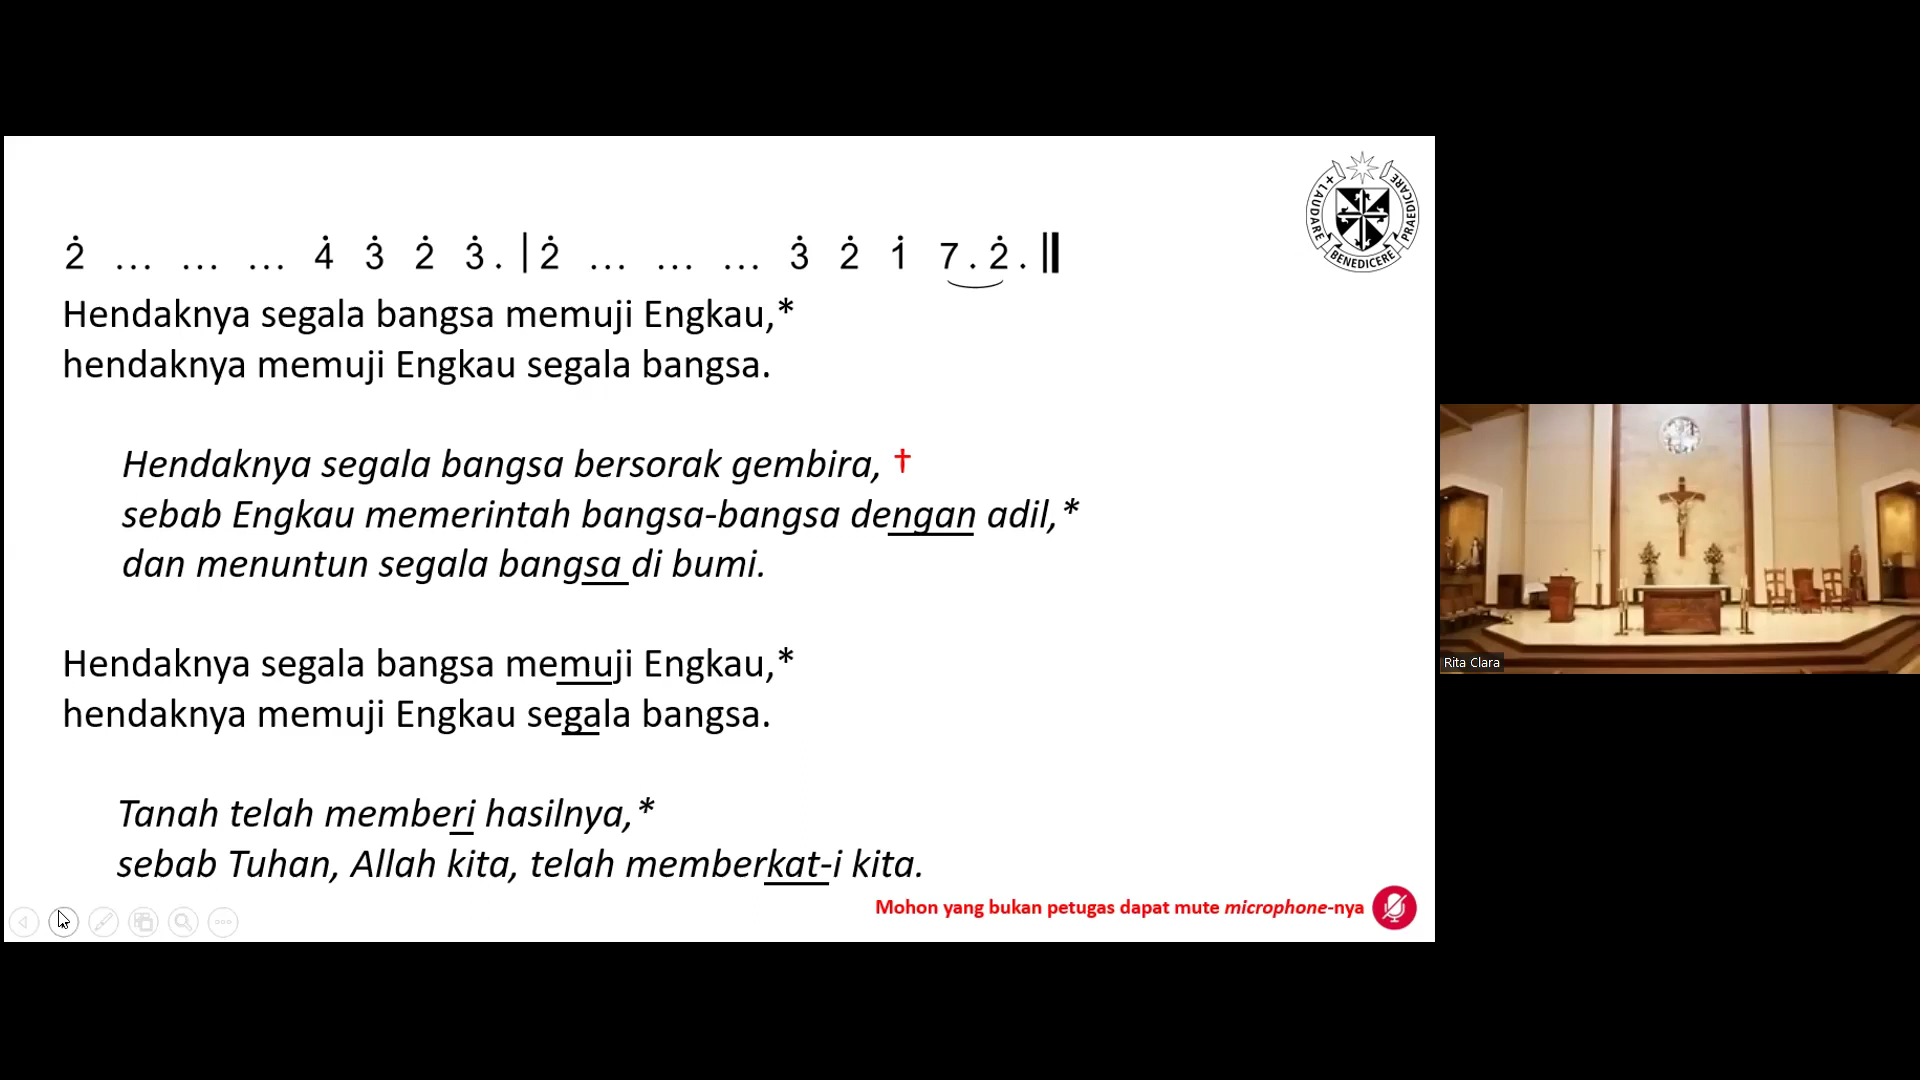 2̇ ... ... ... 4̇ 3̇ 2̇ 3̇ . | 2̇ ... ... ... 3̇ 2̇ 1̇ 7 . 2̇ . ||
Hendaknya segala bangsa memuji Engkau,*
hendaknya memuji Engkau segala bangsa.
Hendaknya segala bangsa bersorak gembira, †
sebab Engkau memerintah bangsa-bangsa dengan adil,*
dan menuntun segala bangsa di bumi.
Hendaknya segala bangsa memuji Engkau,*
hendaknya memuji Engkau segala bangsa.
Tanah telah memberi hasilnya,*
sebab Tuhan, Allah kita, telah memberkat-i kita.
Mohon yang bukan petugas dapat mute microphone-nya
+ LAUDARE
BENEDICERE
PRAEDICARE
Rita Clara